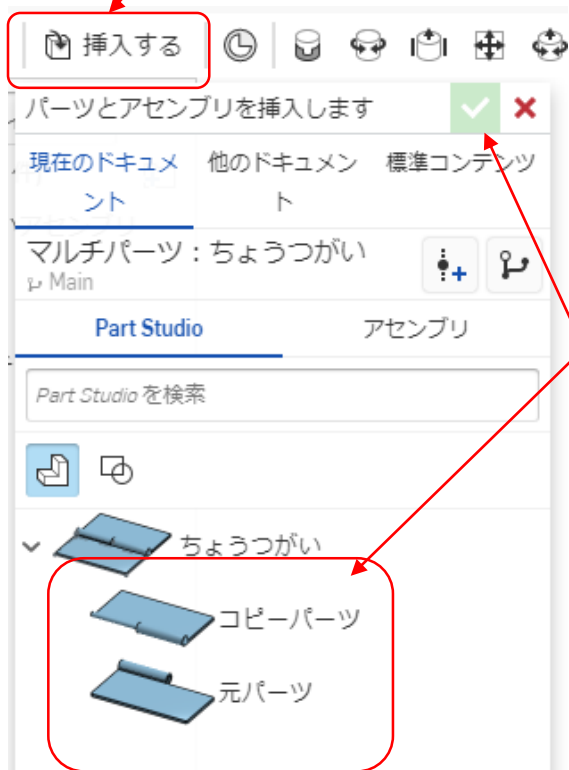 挿入する
パーツとアセンブリを挿入します
現在のドキュメ
ント
他のドキュメン
ト
標準コンテンツ
マルチパーツ：ちょうつがい
Main
Part Studio
アセンブリ
Part Studio を検索
ちょうつがい
コピーパーツ
元パーツ